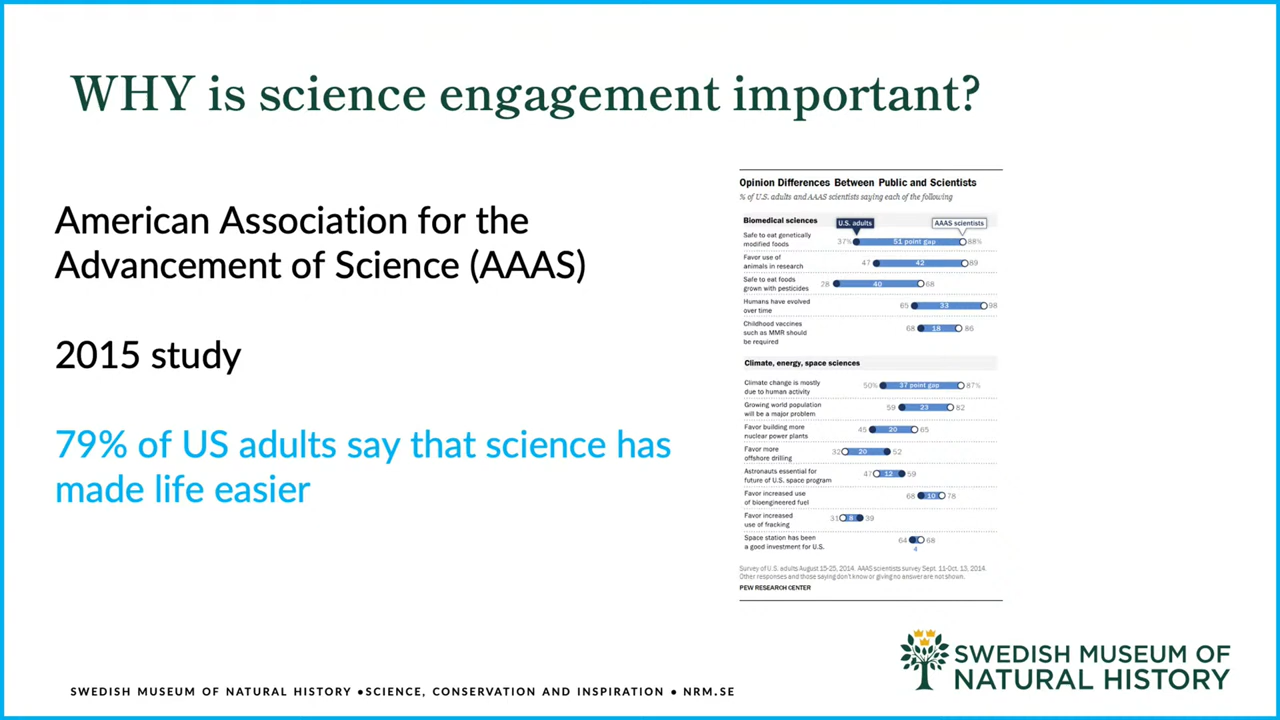 WHY is science engagement important?
American Association for the
Advancement of Science (AAAS)
2015 study
79% of US adults say that science has
made life easier
Opinion Differences Between Public and Scientists
% of U.S. adults and AAAS scientists saying each of the following
Biomedical sciences
U.S. adults
AAAS scientists
Safe to eat genetically
modified foods
37% 51 point gap 88%
Favor use of
animals in research
47 42 89
Safe to eat foods
grown with pesticides
28 40 68
Humans have evolved
over time
65 33 98
Childhood vaccines
such as MMR should
be required
68 18 86
Climate, energy, space sciences
Climate change is mostly
due to human activity
50% 37 point gap 87%
Growing world population
will be a major problem
59 23 82
Favor building more
nuclear power plants
45 20 65
Favor more
offshore drilling
32 20 52
Astronauts essential for
future of U.S. space program
47 12 59
Favor increased use
of bioengineered fuel
68 10 78
Favor increased
use of fracking
31 8 39
Space station has been
a good investment for U.S.
64 68
4
Survey of U.S. adults August 15-25, 2014. AAAS scientists survey Sept. 11-Oct. 13, 2014.
Other responses and those saying don't know or giving no answer are not shown.
PEW RESEARCH CENTER
SWEDISH MUSEUM OF
NATURAL HISTORY
SWEDISH MUSEUM OF NATURAL HISTORY •SCIENCE, CONSERVATION AND INSPIRATION • NRM.SE